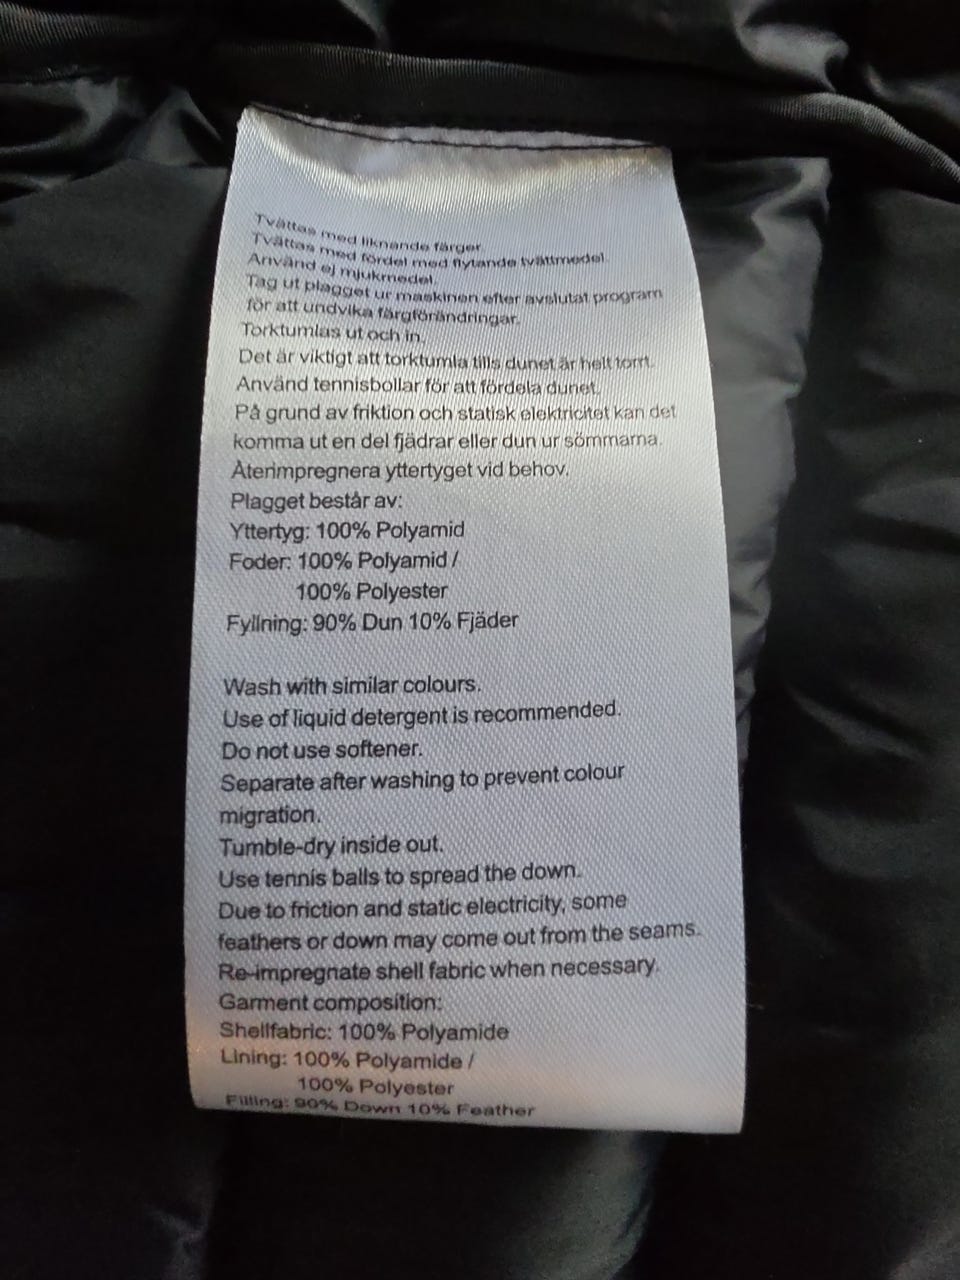 Tvättas med liknande färger.
Tvättas med fördel med flytande tvättmedel.
Använd ej mjukmedel.
Tag ut plagget ur maskinen efter avslutat program
för att undvika färgförändringar.
Torktumlas ut och in.
Det är viktigt att torktumla tills dunet är helt torrt.
Använd tennisbollar för att fördela dunet.
På grund av friktion och statisk elektricitet kan det
komma ut en del fjädrar eller dun ur sömmarna.
Återimpregnera yttertyget vid behov.
Plagget består av:
Yttertyg: 100% Polyamid
Foder: 100% Polyamid /
100% Polyester
Fyllning: 90% Dun 10% Fjäder
Wash with similar colours.
Use of liquid detergent is recommended.
Do not use softener.
Separate after washing to prevent colour
migration.
Tumble-dry inside out.
Use tennis balls to spread the down.
Due to friction and static electricity, some
feathers or down may come out from the seams.
Re-impregnate shell fabric when necessary.
Garment composition:
Shellfabric: 100% Polyamide
Lining: 100% Polyamide /
100% Polyester
Filling: 90% Down 10% Feather